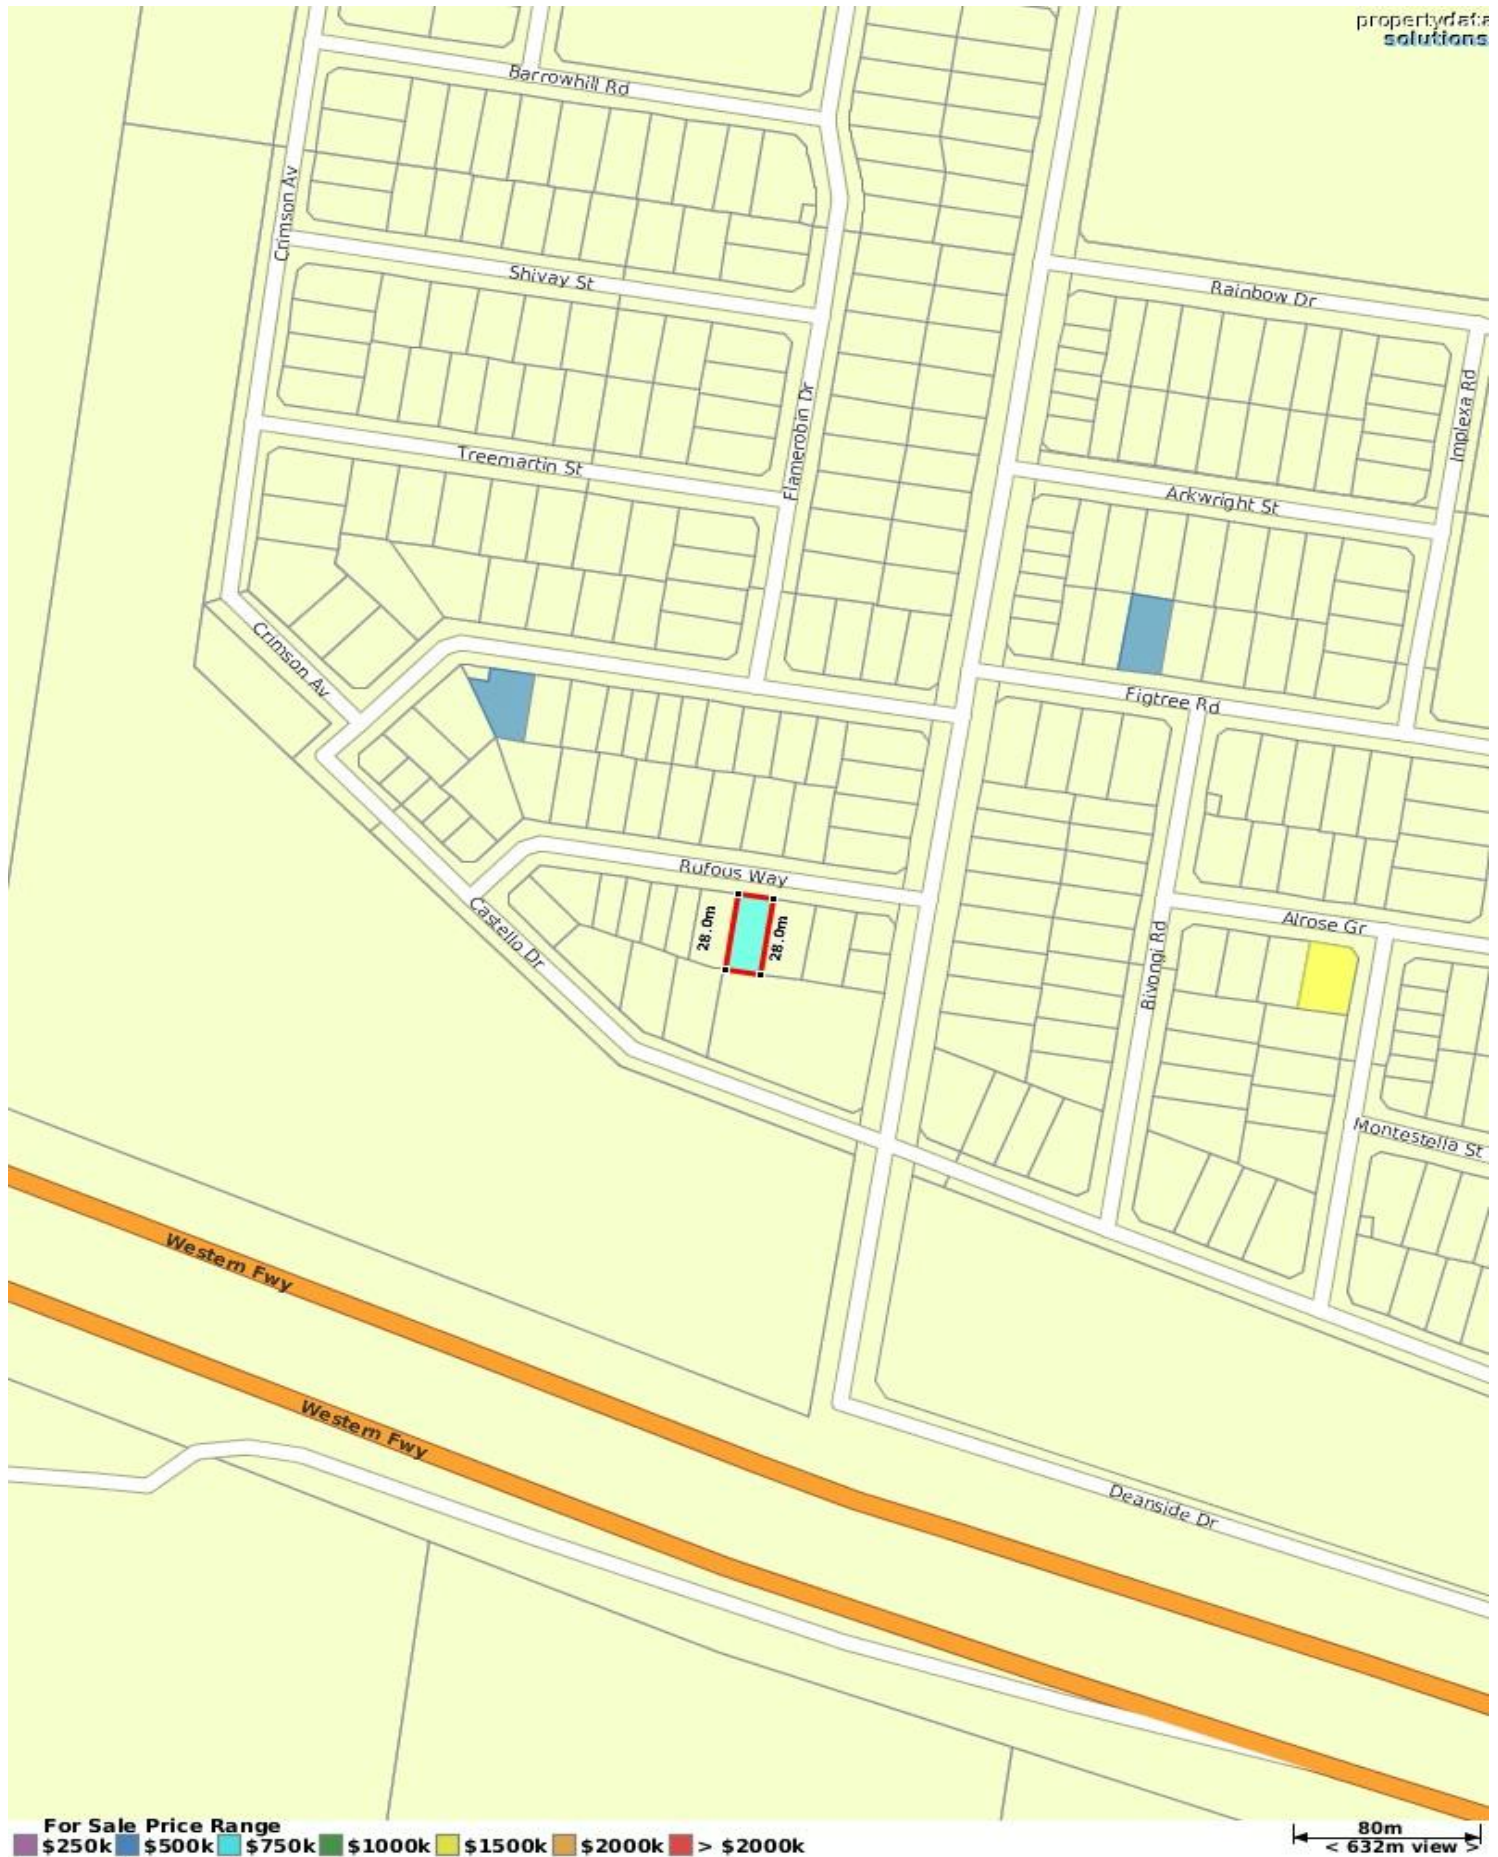 propertydata
solutions
Barrowhill Rd
Crimson Av
Shivay St
Rainbow Dr
Flamerobin Dr
Implexa Rd
Treemartin St
Arkwright St
Crimson Av
Figtree Rd
Rufous Way
28.0m
28.0m
Castello Dr
Alrose Gr
Bivongi Rd
Montestella St
Western Fwy
Western Fwy
Deanside Dr
For Sale Price Range
$250k $500k $750k $1000k $1500k $2000k > $2000k
80m
< 632m view >